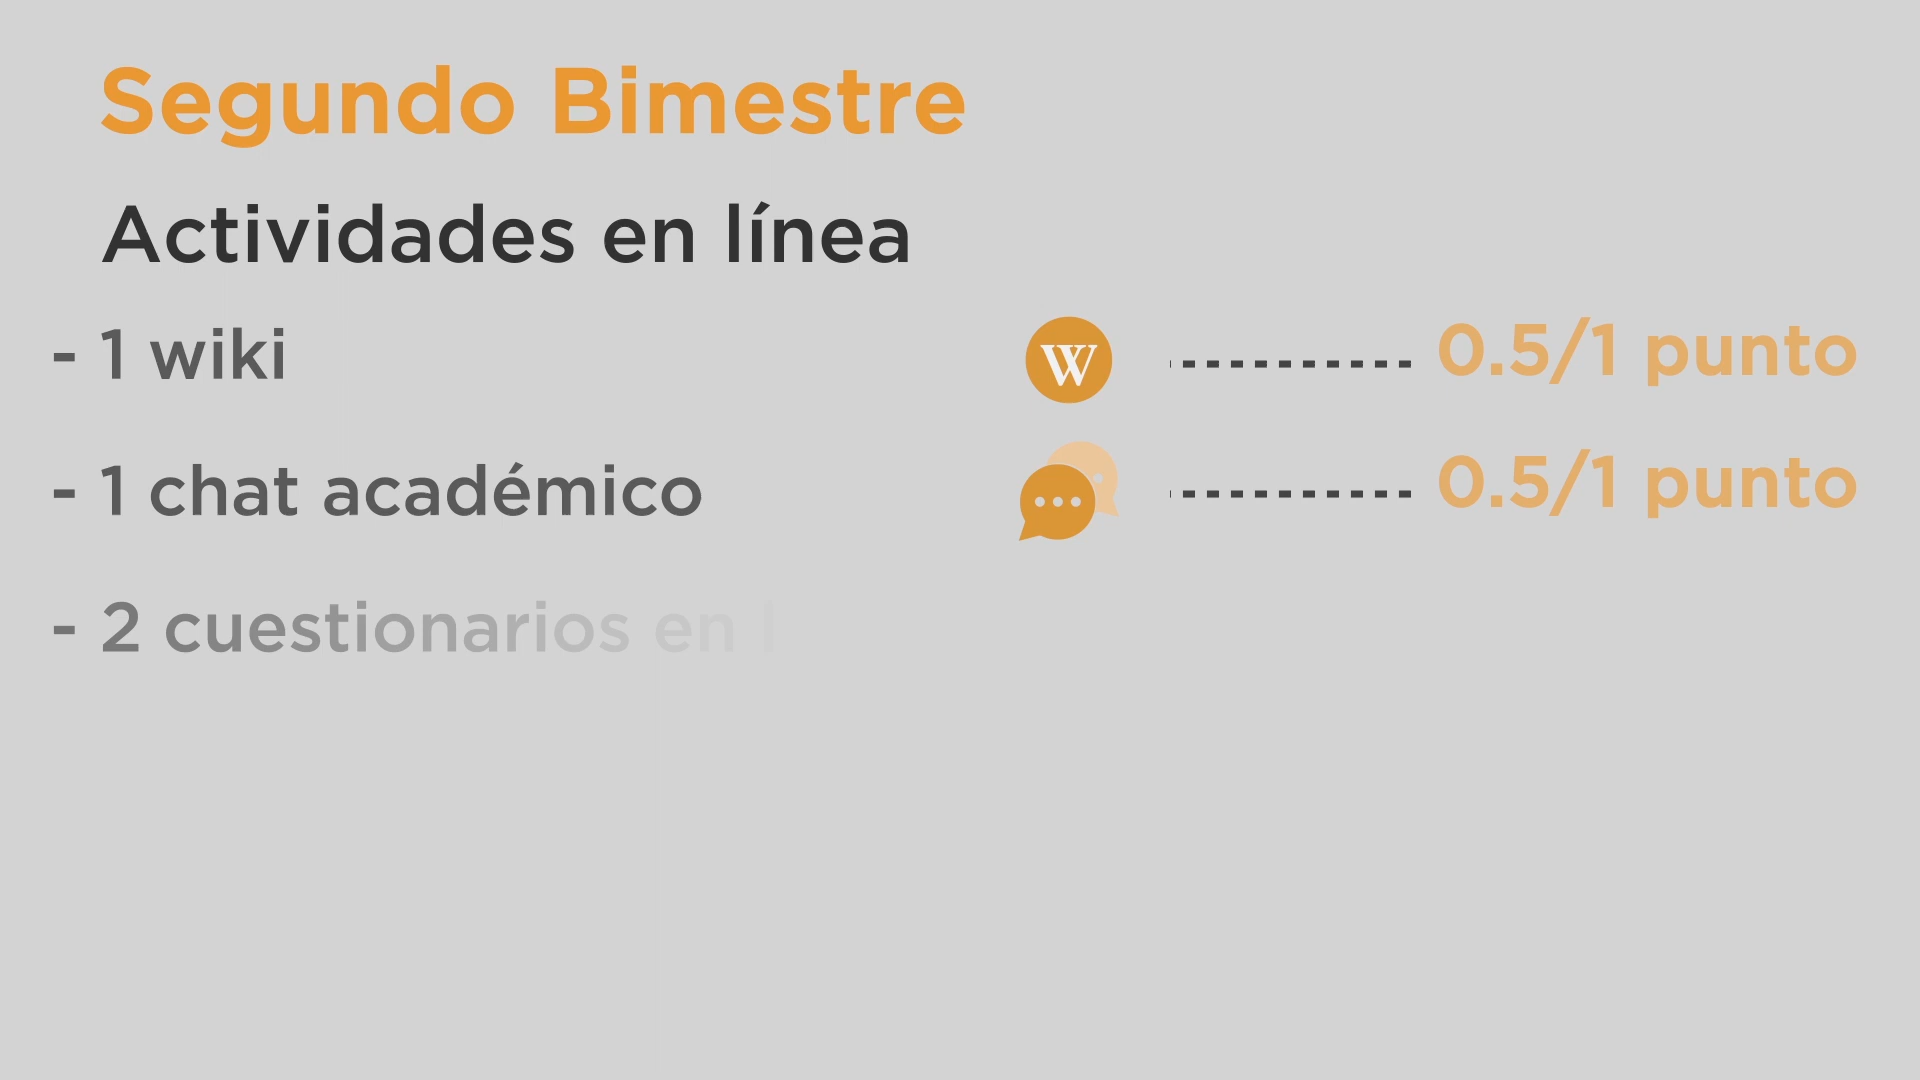 Segundo Bimestre
Actividades en línea
- 1 wiki W 0.5/1 punto
- 1 chat académico 0.5/1 punto
- 2 cuestionarios en l